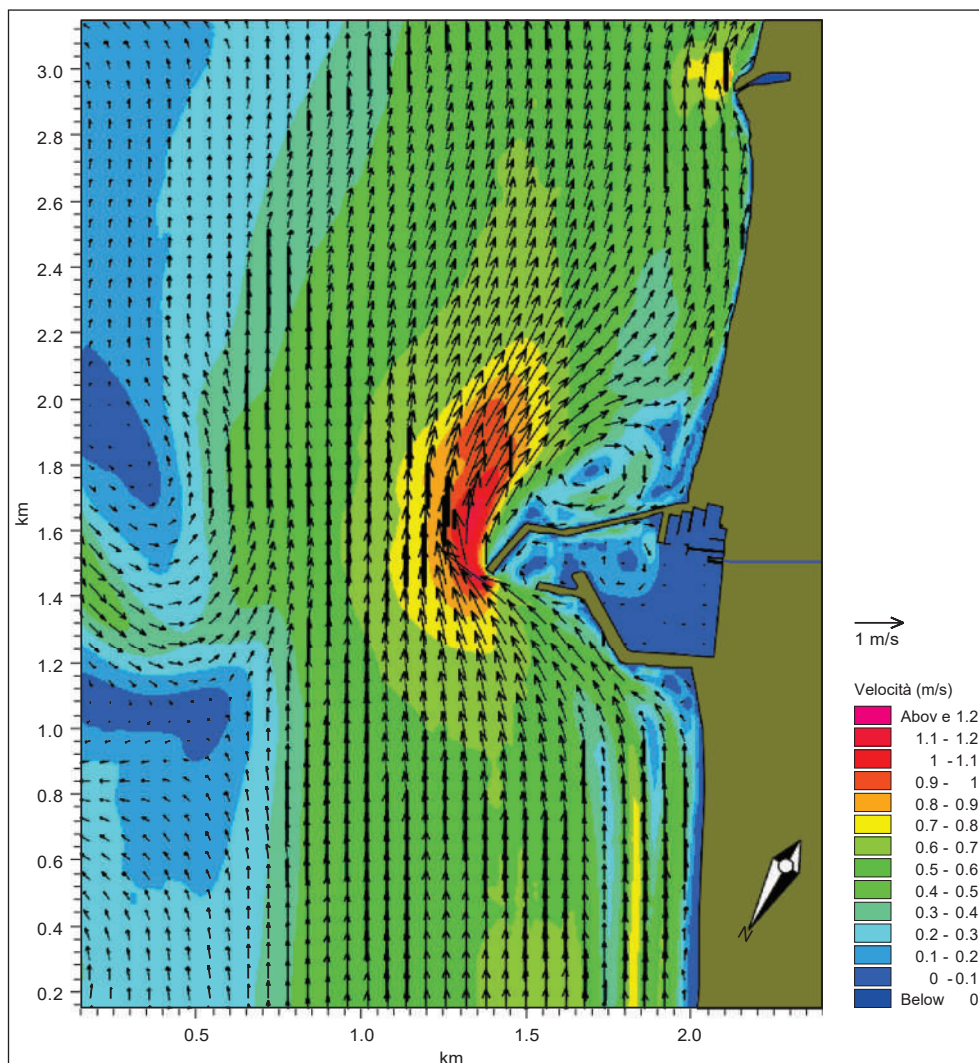 3.0
2.8
2.6
2.4
2.2
2.0
1.8
1.6
1.4
1.2
1.0
0.8
0.6
0.4
0.2
km
0.5 1.0 1.5 2.0
km
1 m/s
Velocità (m/s)
Abov e 1.2
1.1 - 1.2
1 -1.1
0.9 - 1
0.8 - 0.9
0.7 - 0.8
0.6 - 0.7
0.5 - 0.6
0.4 - 0.5
0.3 - 0.4
0.2 - 0.3
0.1 - 0.2
0 -0.1
Below 0
N